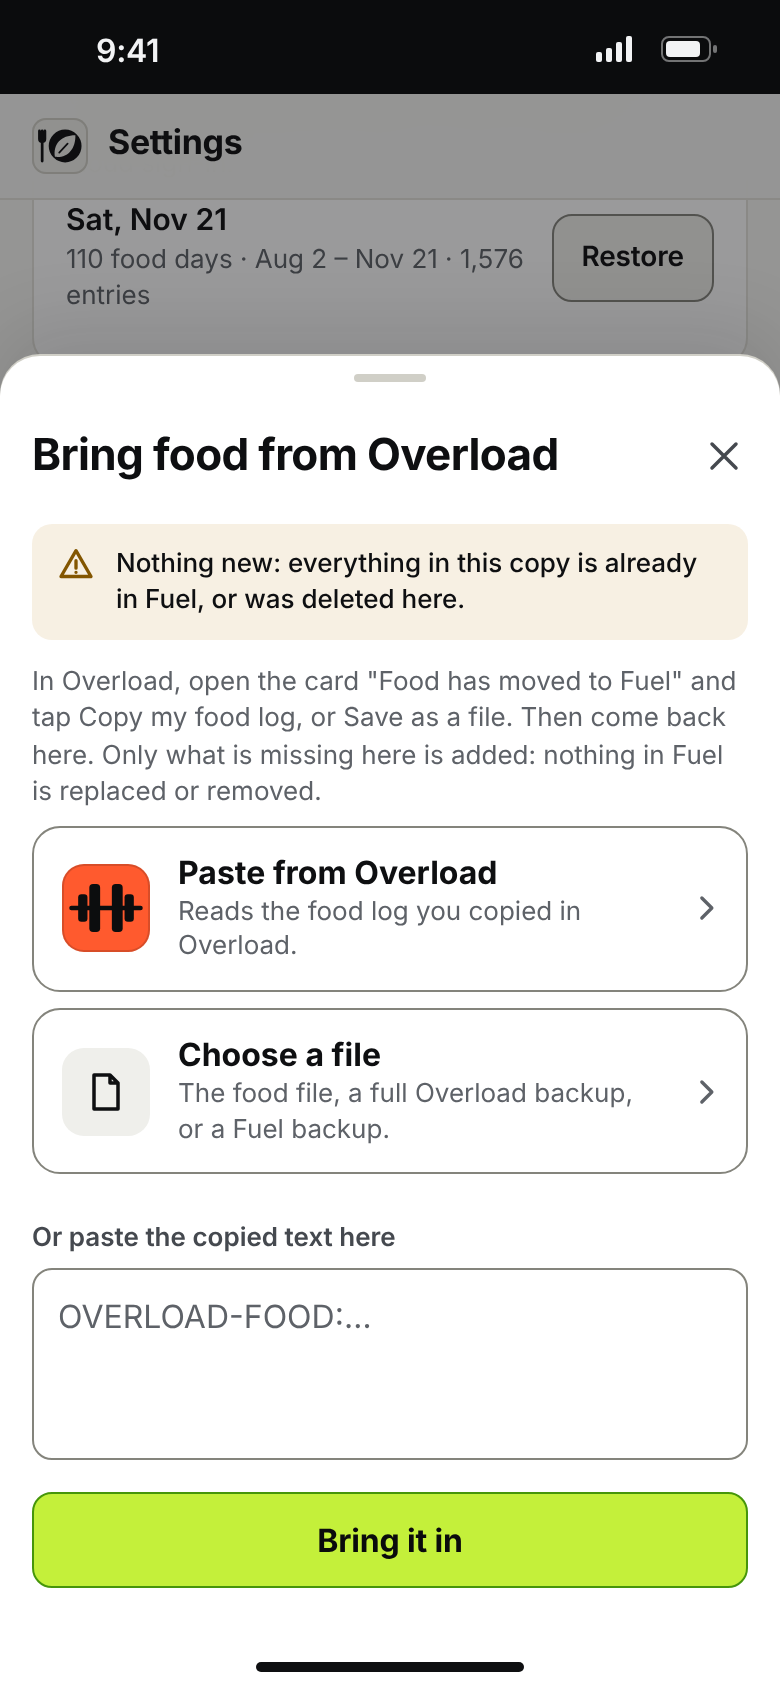 9:41
Settings
Sat, Nov 21
110 food days · Aug 2 – Nov 21 · 1,576
entries
Restore
Bring food from Overload
Nothing new: everything in this copy is already
in Fuel, or was deleted here.
In Overload, open the card "Food has moved to Fuel" and
tap Copy my food log, or Save as a file. Then come back
here. Only what is missing here is added: nothing in Fuel
is replaced or removed.
Paste from Overload
Reads the food log you copied in
Overload.
Choose a file
The food file, a full Overload backup,
or a Fuel backup.
Or paste the copied text here
OVERLOAD-FOOD:...
Bring it in